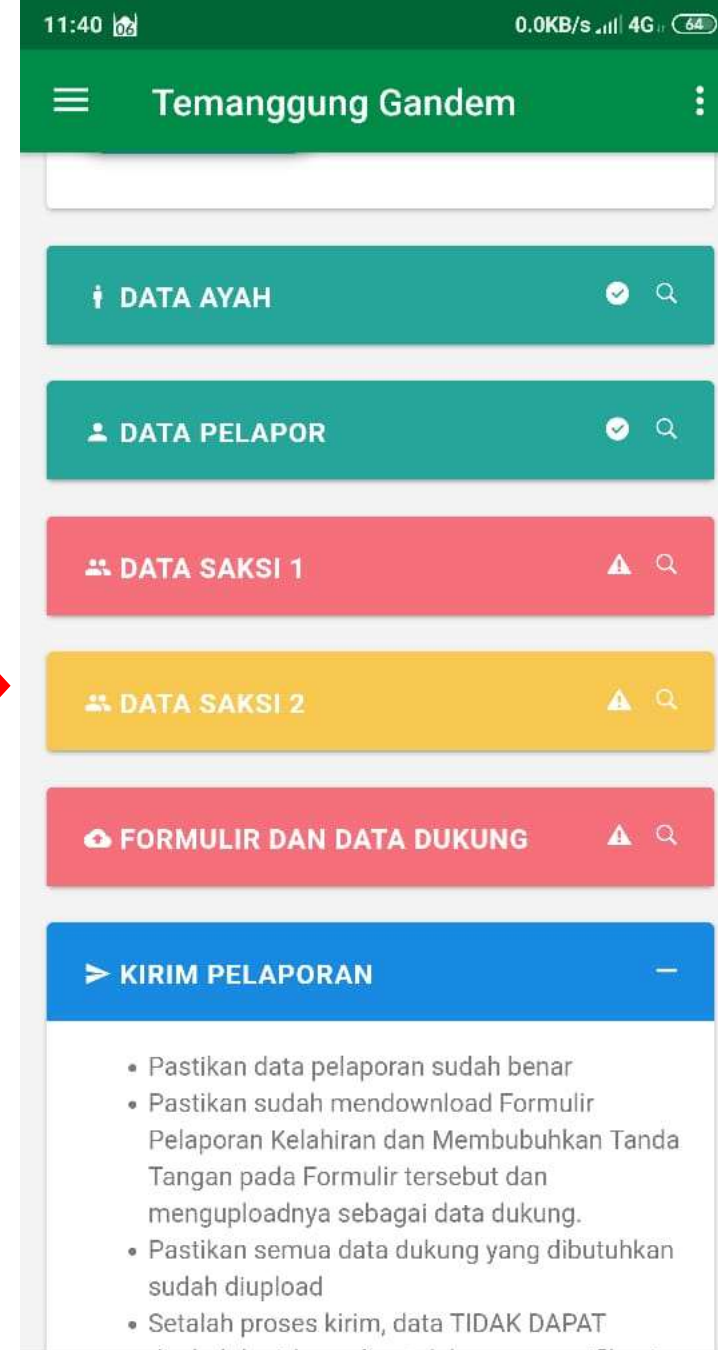 11:40 06 0.0KB/s 4G 64
Temanggung Gandem
DATA AYAH
DATA PELAPOR
DATA SAKSI 1
DATA SAKSI 2
FORMULIR DAN DATA DUKUNG
KIRIM PELAPORAN
• Pastikan data pelaporan sudah benar
• Pastikan sudah mendownload Formulir
Pelaporan Kelahiran dan Membubuhkan Tanda
Tangan pada Formulir tersebut dan
menguploadnya sebagai data dukung.
• Pastikan semua data dukung yang dibutuhkan
sudah diupload
• Setalah proses kirim, data TIDAK DAPAT